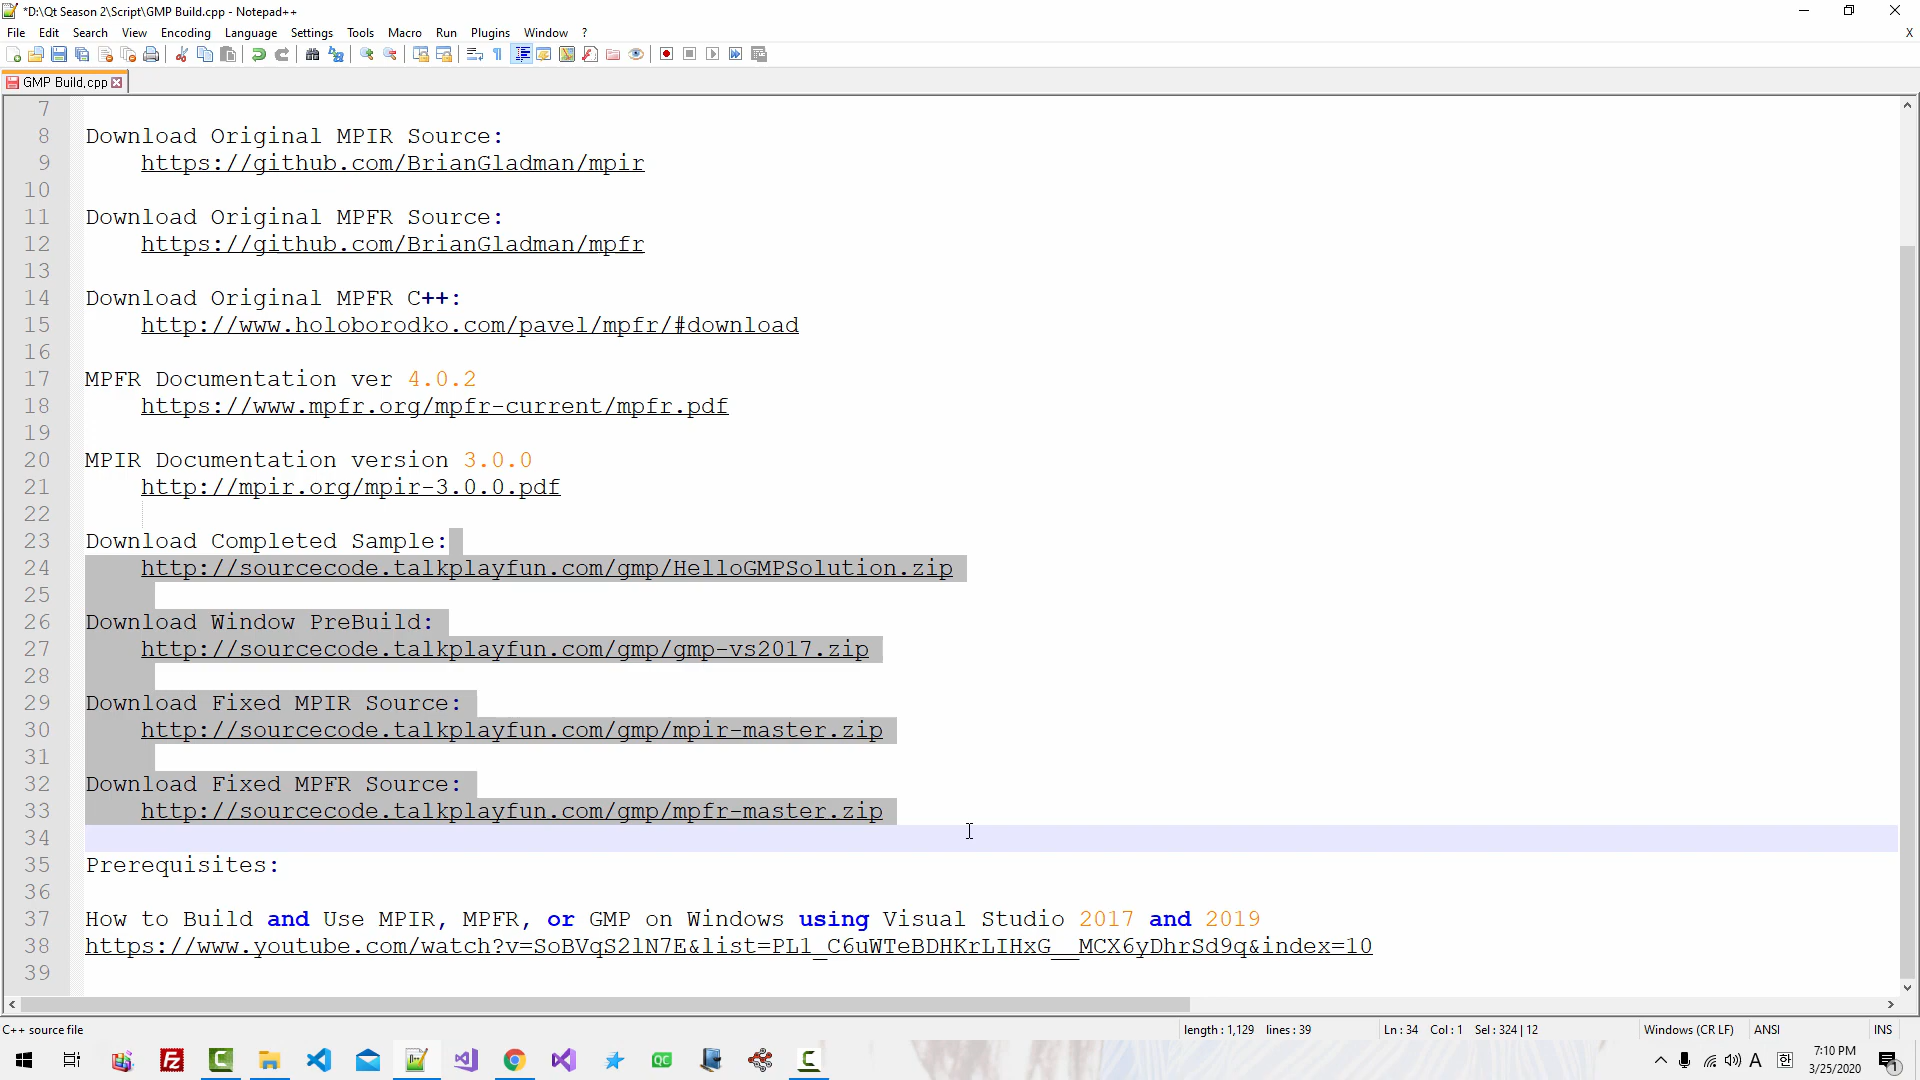 *D:\Qt Season 2\Script\GMP Build.cpp - Notepad++
File Edit Search View Encoding Language Settings Tools Macro Run Plugins Window ? X
GMP Build.cpp
7
8 Download Original MPIR Source:
9 https://github.com/BrianGladman/mpir
10
11 Download Original MPFR Source:
12 https://github.com/BrianGladman/mpfr
13
14 Download Original MPFR C++:
15 http://www.holoborodko.com/pavel/mpfr/#download
16
17 MPFR Documentation ver 4.0.2
18 https://www.mpfr.org/mpfr-current/mpfr.pdf
19
20 MPIR Documentation version 3.0.0
21 http://mpir.org/mpir-3.0.0.pdf
22
23 Download Completed Sample:
24 http://sourcecode.talkplayfun.com/gmp/HelloGMPSolution.zip
25
26 Download Window PreBuild:
27 http://sourcecode.talkplayfun.com/gmp/gmp-vs2017.zip
28
29 Download Fixed MPIR Source:
30 http://sourcecode.talkplayfun.com/gmp/mpir-master.zip
31
32 Download Fixed MPFR Source:
33 http://sourcecode.talkplayfun.com/gmp/mpfr-master.zip
34
35 Prerequisites:
36
37 How to Build and Use MPIR, MPFR, or GMP on Windows using Visual Studio 2017 and 2019
38 https://www.youtube.com/watch?v=SoBVqS2lN7E&list=PL1_C6uWTeBDHKrLIHxG__MCX6yDhrSd9q&index=10
39
C++ source file length : 1,129 lines : 39 Ln : 34 Col : 1 Sel : 324 | 12 Windows (CR LF) ANSI INS
QC A 한 7:10 PM
3/25/2020 1